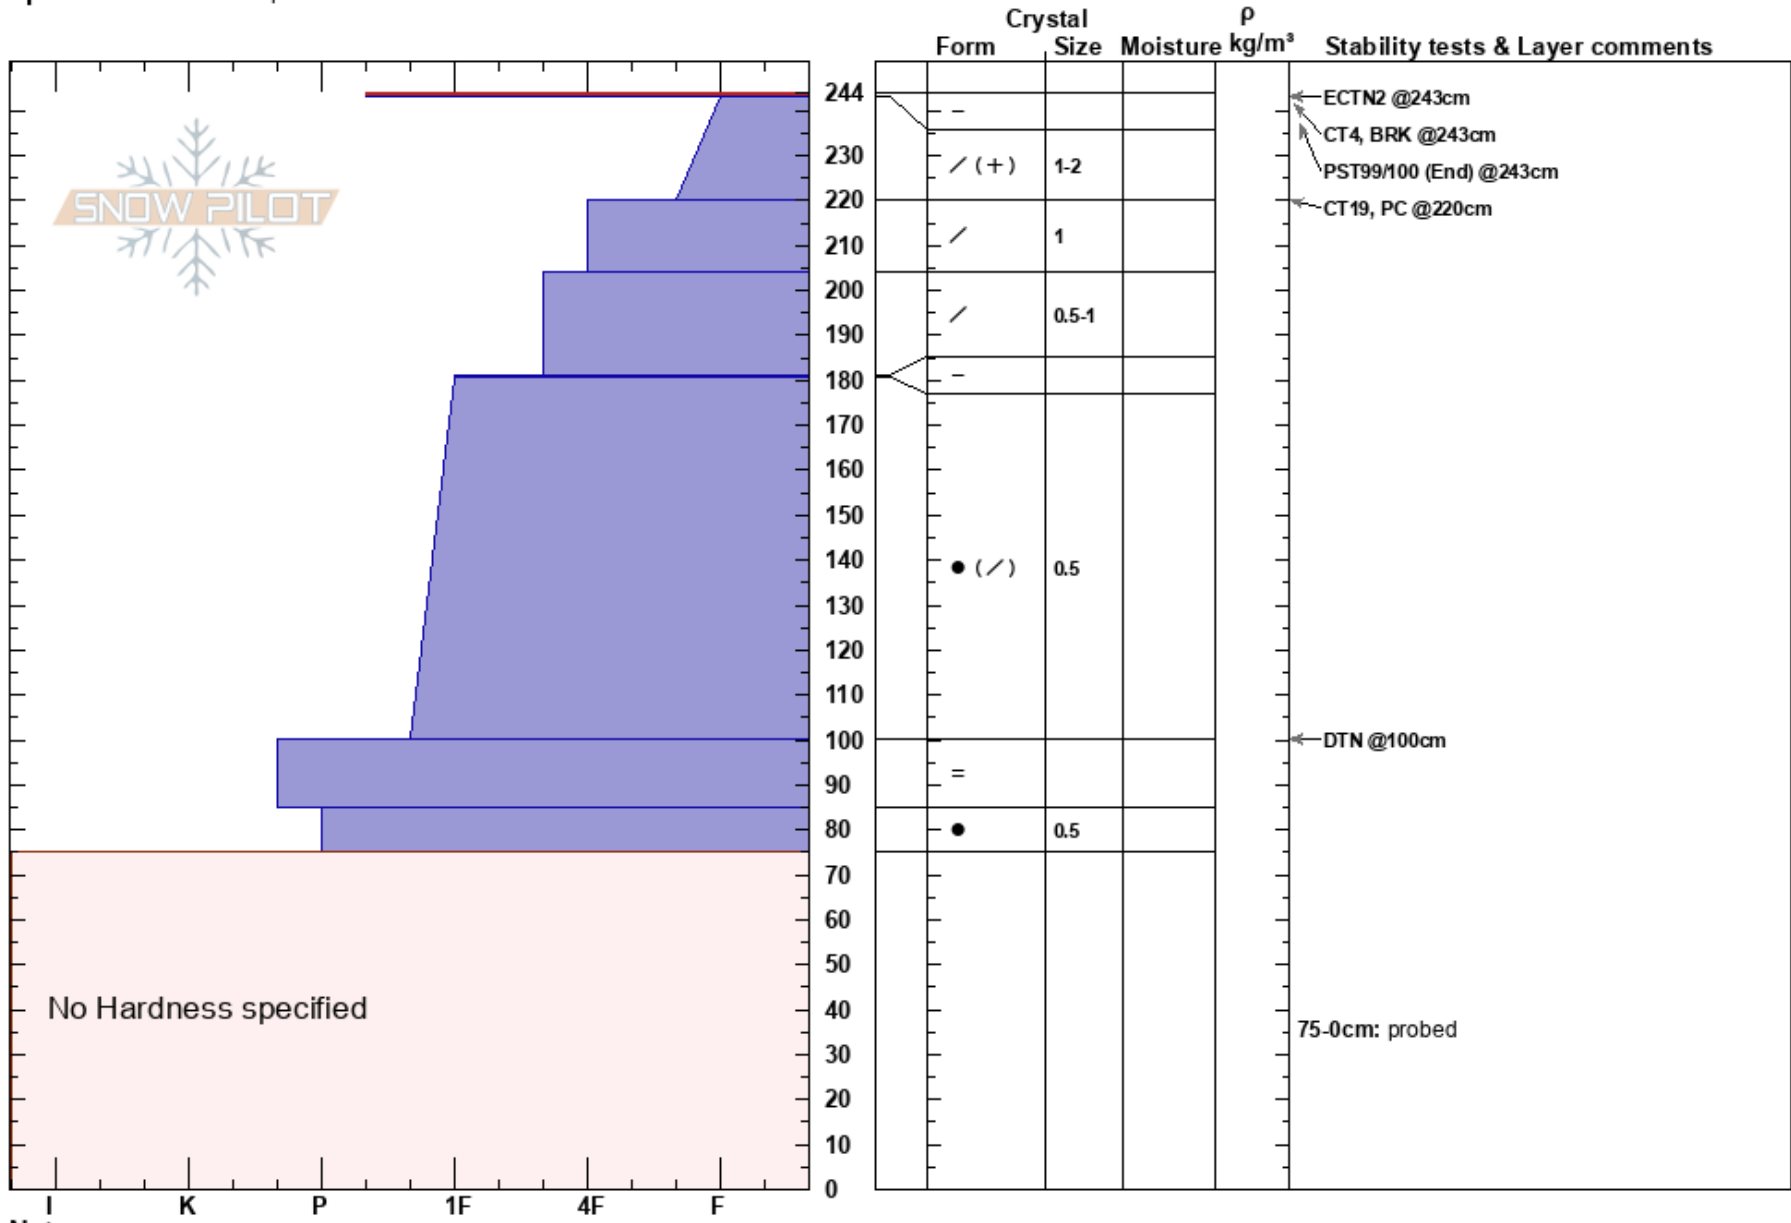 Crystal ρ
Form Size Moisture kg/m³ Stability tests & Layer comments
244
ECTN2 @243cm
CT4, BRK @243cm
230
/ (+) 1-2
PST99/100 (End) @243cm
SNOW PILOT
220
CT19, PC @220cm
210
/ 1
200
/ 0.5-1
190
180
170
160
150
140
● (/) 0.5
130
120
110
100
DTN @100cm
90
=
80
● 0.5
70
60
50
No Hardness specified
40
75-0cm: probed
30
20
10
0
I K P 1F 4F F